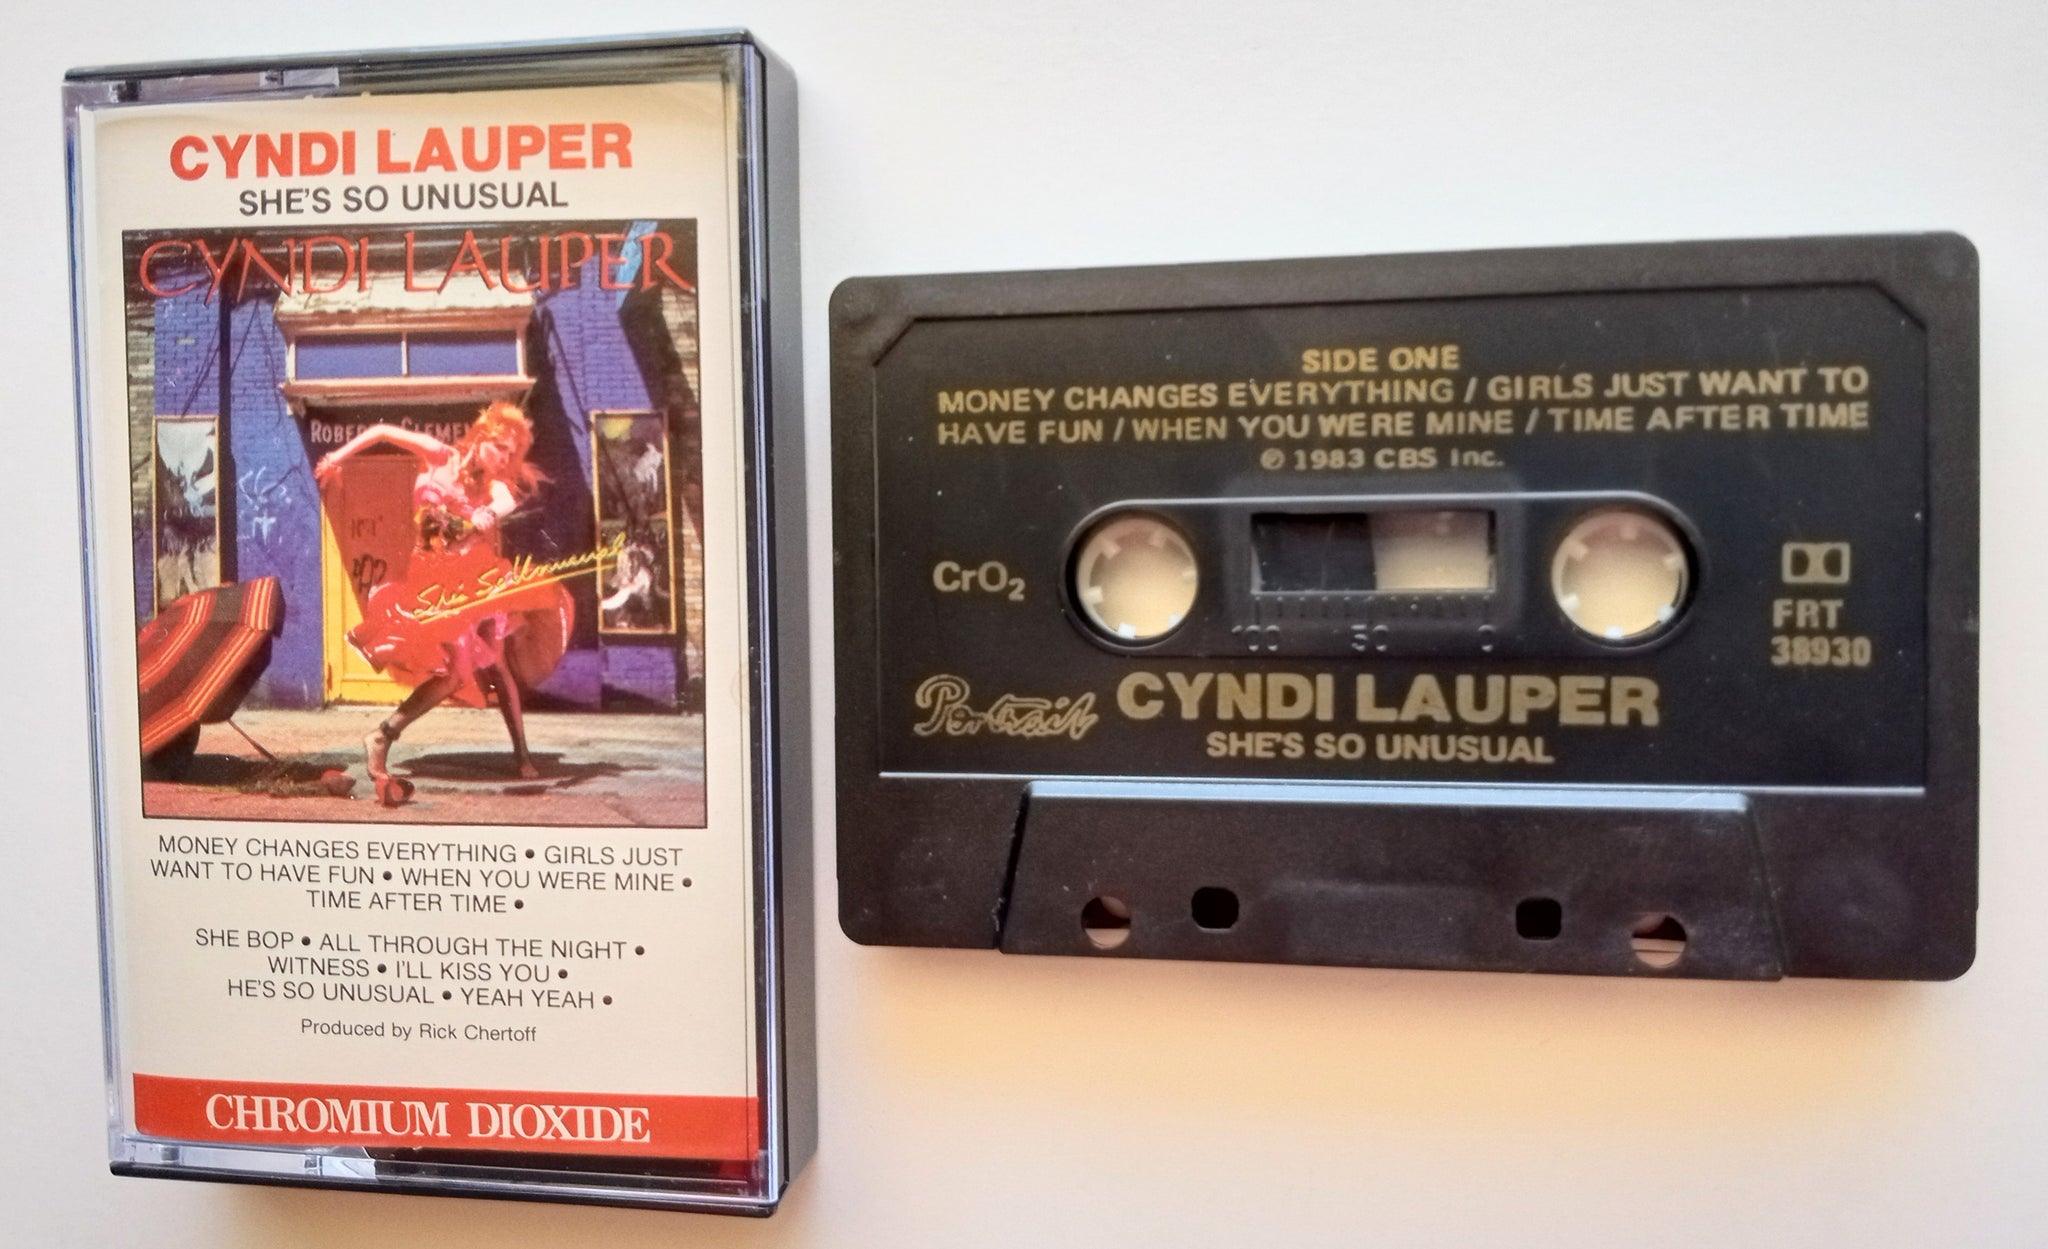 CYNDI LAUPER
SHE'S SO UNUSUAL
CYNDI LAUPER
She's So Unusual
MONEY CHANGES EVERYTHING • GIRLS JUST
WANT TO HAVE FUN • WHEN YOU WERE MINE •
TIME AFTER TIME •
SHE BOP • ALL THROUGH THE NIGHT •
WITNESS • I'LL KISS YOU •
HE'S SO UNUSUAL • YEAH YEAH •
Produced by Rick Chertoff
CHROMIUM DIOXIDE
SIDE ONE
MONEY CHANGES EVERYTHING / GIRLS JUST WANT TO
HAVE FUN / WHEN YOU WERE MINE / TIME AFTER TIME
℗ 1983 CBS Inc.
CrO₂
100 50 0
FRT
38930
Portrait
CYNDI LAUPER
SHE'S SO UNUSUAL